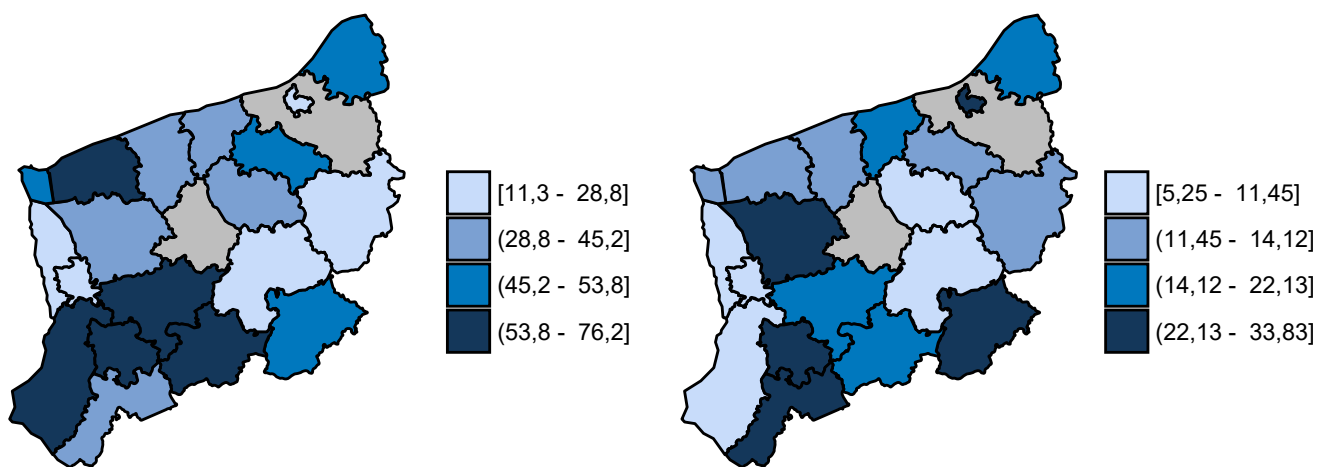 [11,3 - 28,8]
(28,8 - 45,2]
(45,2 - 53,8]
(53,8 - 76,2]
[5,25 - 11,45]
(11,45 - 14,12]
(14,12 - 22,13]
(22,13 - 33,83]